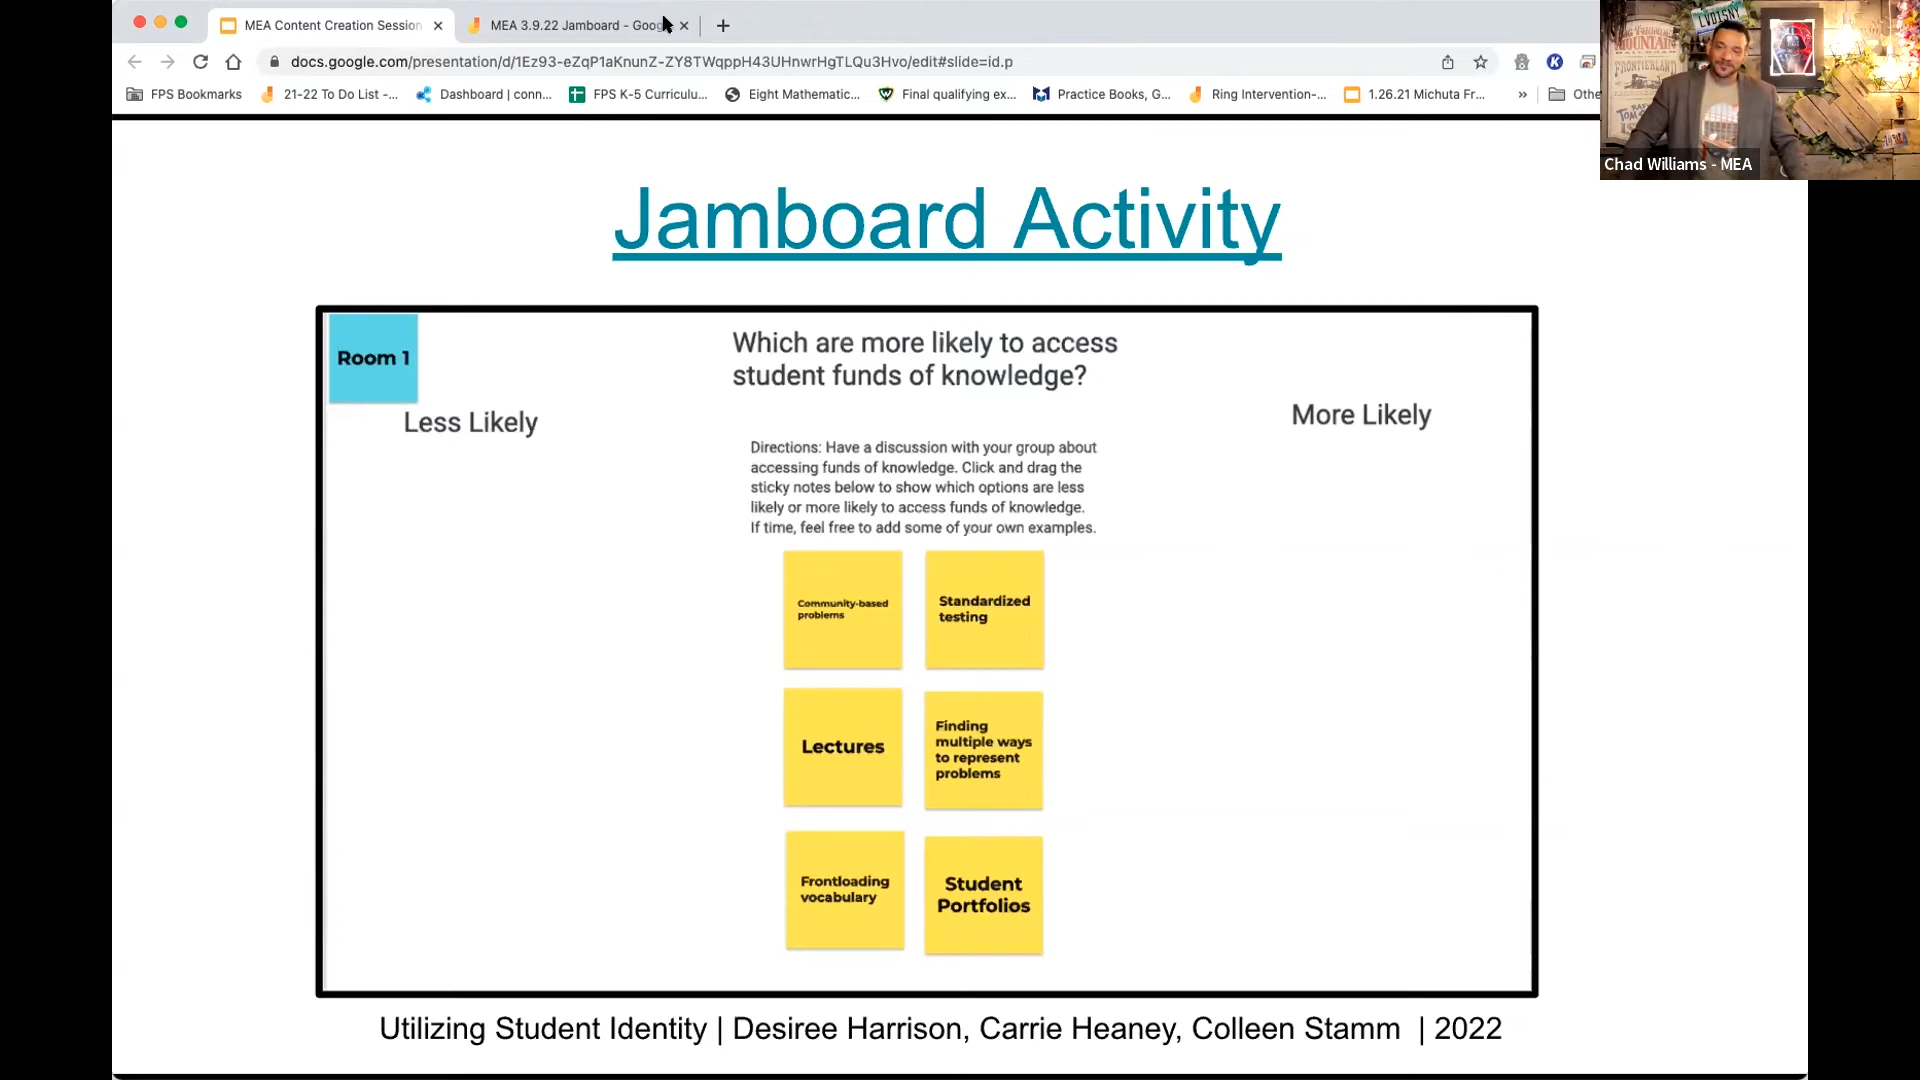 MEA Content Creation Session
MEA 3.9.22 Jamboard - Goog
docs.google.com/presentation/d/1Ez93-eZqP1aKnunZ-ZY8TWqppH43UHnwrHgTLQu3Hvo/edit#slide=id.p
FPS Bookmarks
21-22 To Do List -...
Dashboard | conn...
FPS K-5 Curriculu...
Eight Mathematic...
Final qualifying ex...
Practice Books, G...
Ring Intervention-...
1.26.21 Michuta Fr...
»
Othe
MOUNTAIN
FRONTIERLAND
Chad Williams - MEA
Jamboard Activity
Room 1
Which are more likely to access
student funds of knowledge?
Less Likely
More Likely
Directions: Have a discussion with your group about
accessing funds of knowledge. Click and drag the
sticky notes below to show which options are less
likely or more likely to access funds of knowledge.
If time, feel free to add some of your own examples.
Community-based
problems
Standardized
testing
Lectures
Finding
multiple ways
to represent
problems
Frontloading
vocabulary
Student
Portfolios
Utilizing Student Identity | Desiree Harrison, Carrie Heaney, Colleen Stamm | 2022